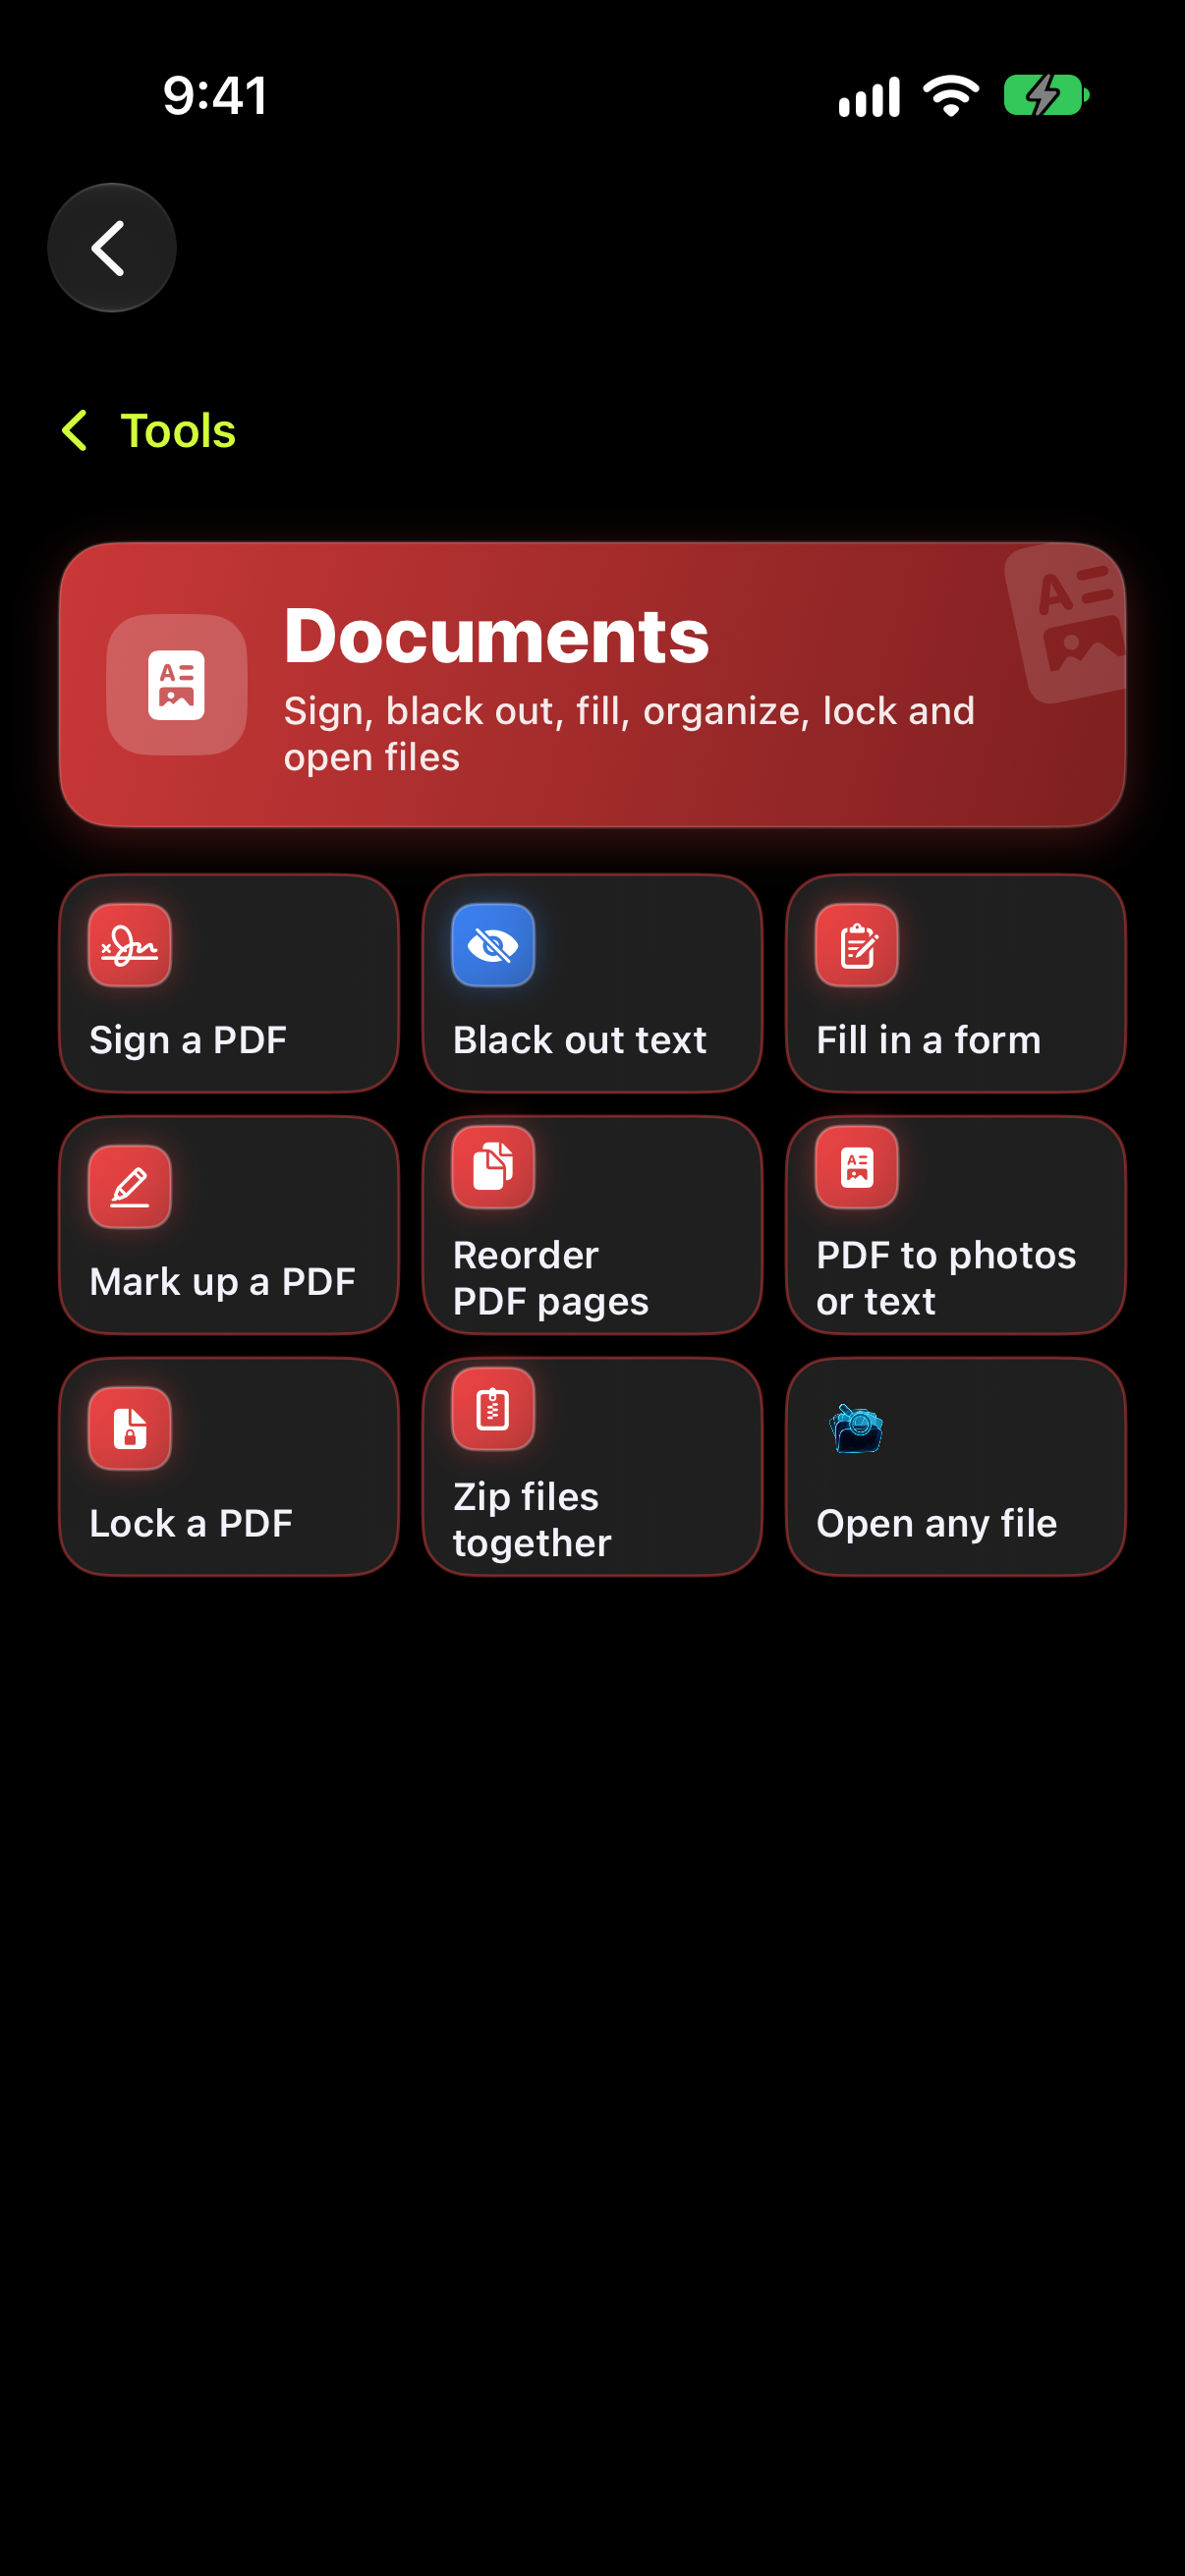 9:41
Tools
Documents
Sign, black out, fill, organize, lock and
open files
Sign a PDF
Black out text
Fill in a form
Mark up a PDF
Reorder
PDF pages
PDF to photos
or text
Lock a PDF
Zip files
together
Open any file